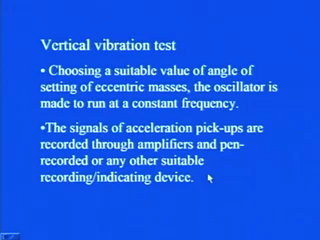 Vertical vibration test
• Choosing a suitable value of angle of
setting of eccentric masses, the oscillator is
made to run at a constant frequency.
•The signals of acceleration pick-ups are
recorded through amplifiers and pen-
recorded or any other suitable
recording/indicating device.